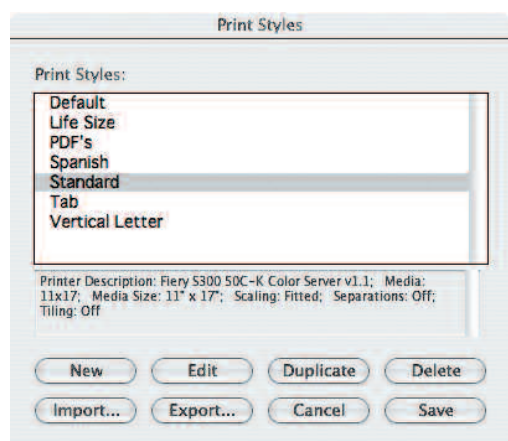 Print Styles
Print Styles:
Default
Life Size
PDF's
Spanish
Standard
Tab
Vertical Letter
Printer Description: Fiery S300 50C-K Color Server v1.1; Media:
11x17; Media Size: 11" x 17"; Scaling: Fitted; Separations: Off;
Tiling: Off
New Edit Duplicate Delete
Import... Export... Cancel Save